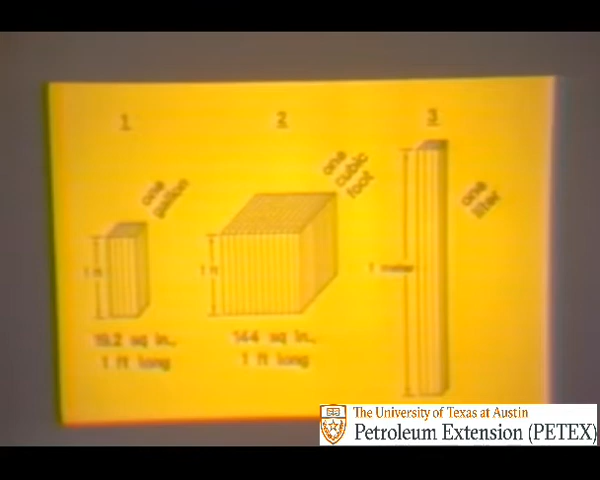 1
2
3
one
gallon
one
cubic
foot
one
liter
1 ft
1 ft
1 meter
19.2 sq in.,
1 ft long
144 sq in.,
1 ft long
The University of Texas at Austin
Petroleum Extension (PETEX)